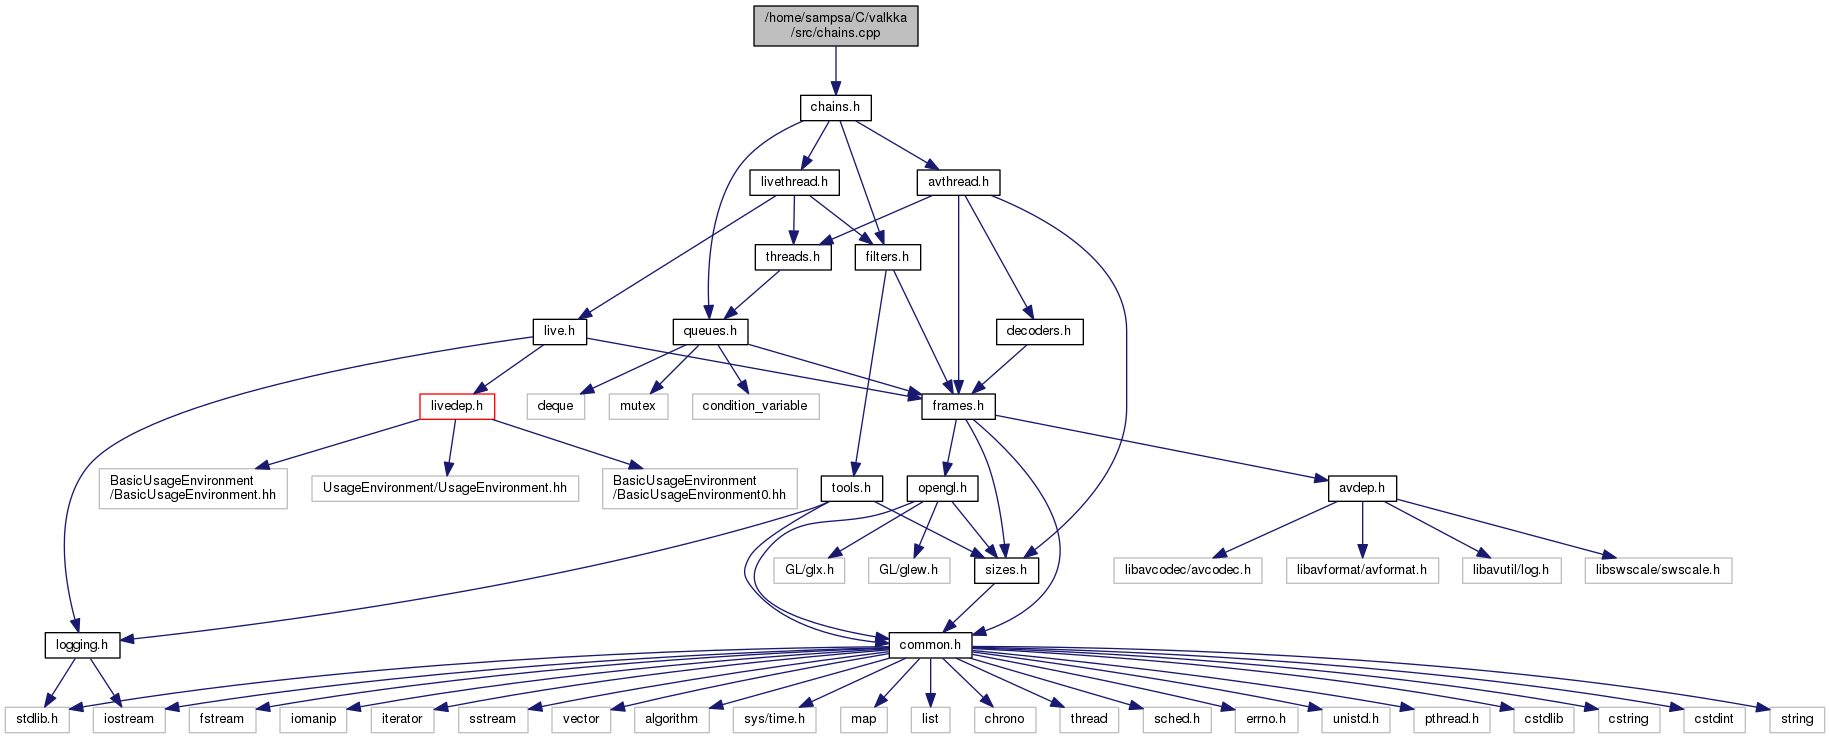 /home/sampsa/C/valkka
/src/chains.cpp
chains.h
livethread.h
avthread.h
threads.h
filters.h
live.h
queues.h
decoders.h
livedep.h
deque
mutex
condition_variable
frames.h
BasicUsageEnvironment
/BasicUsageEnvironment.hh
UsageEnvironment/UsageEnvironment.hh
BasicUsageEnvironment
/BasicUsageEnvironment0.hh
tools.h
opengl.h
avdep.h
GL/glx.h
GL/glew.h
sizes.h
libavcodec/avcodec.h
libavformat/avformat.h
libavutil/log.h
libswscale/swscale.h
logging.h
common.h
stdlib.h
iostream
fstream
iomanip
iterator
sstream
vector
algorithm
sys/time.h
map
list
chrono
thread
sched.h
errno.h
unistd.h
pthread.h
cstdlib
cstring
cstdint
string